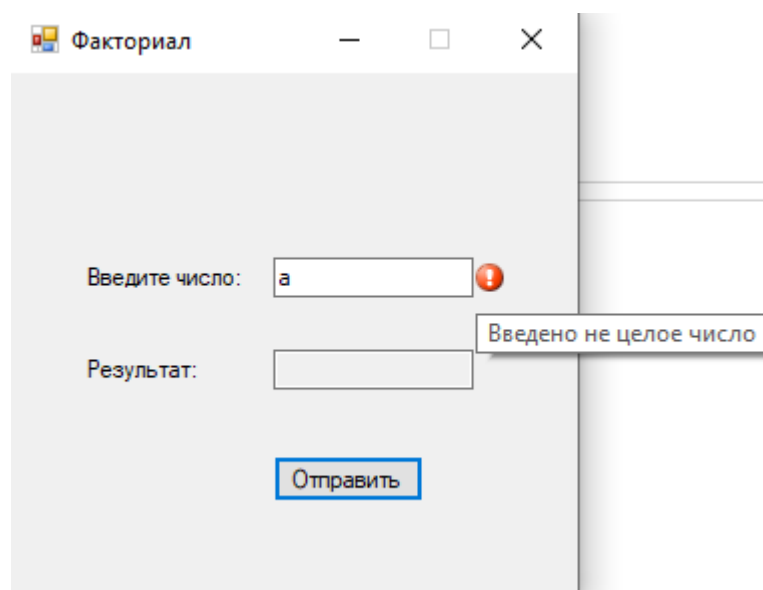 Факториал
Введите число:
а
Введено не целое число
Результат:
Отправить